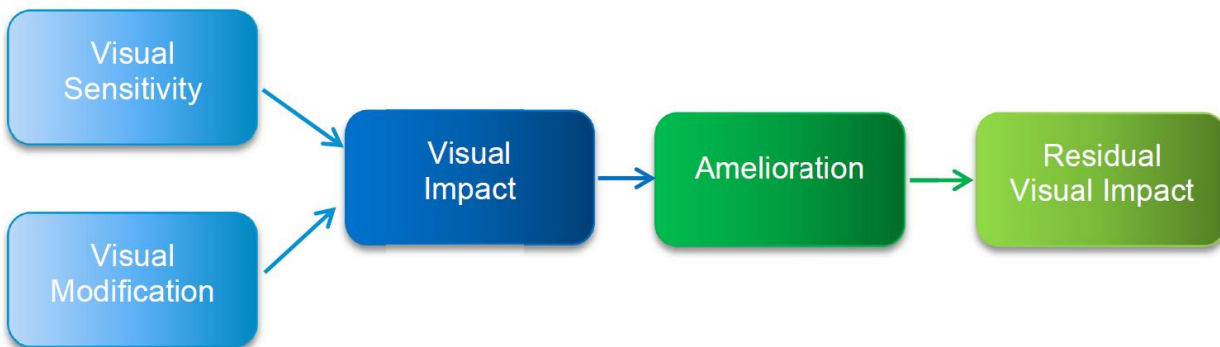 Visual
Sensitivity
Visual
Modification
Visual
Impact
Amelioration
Residual
Visual Impact